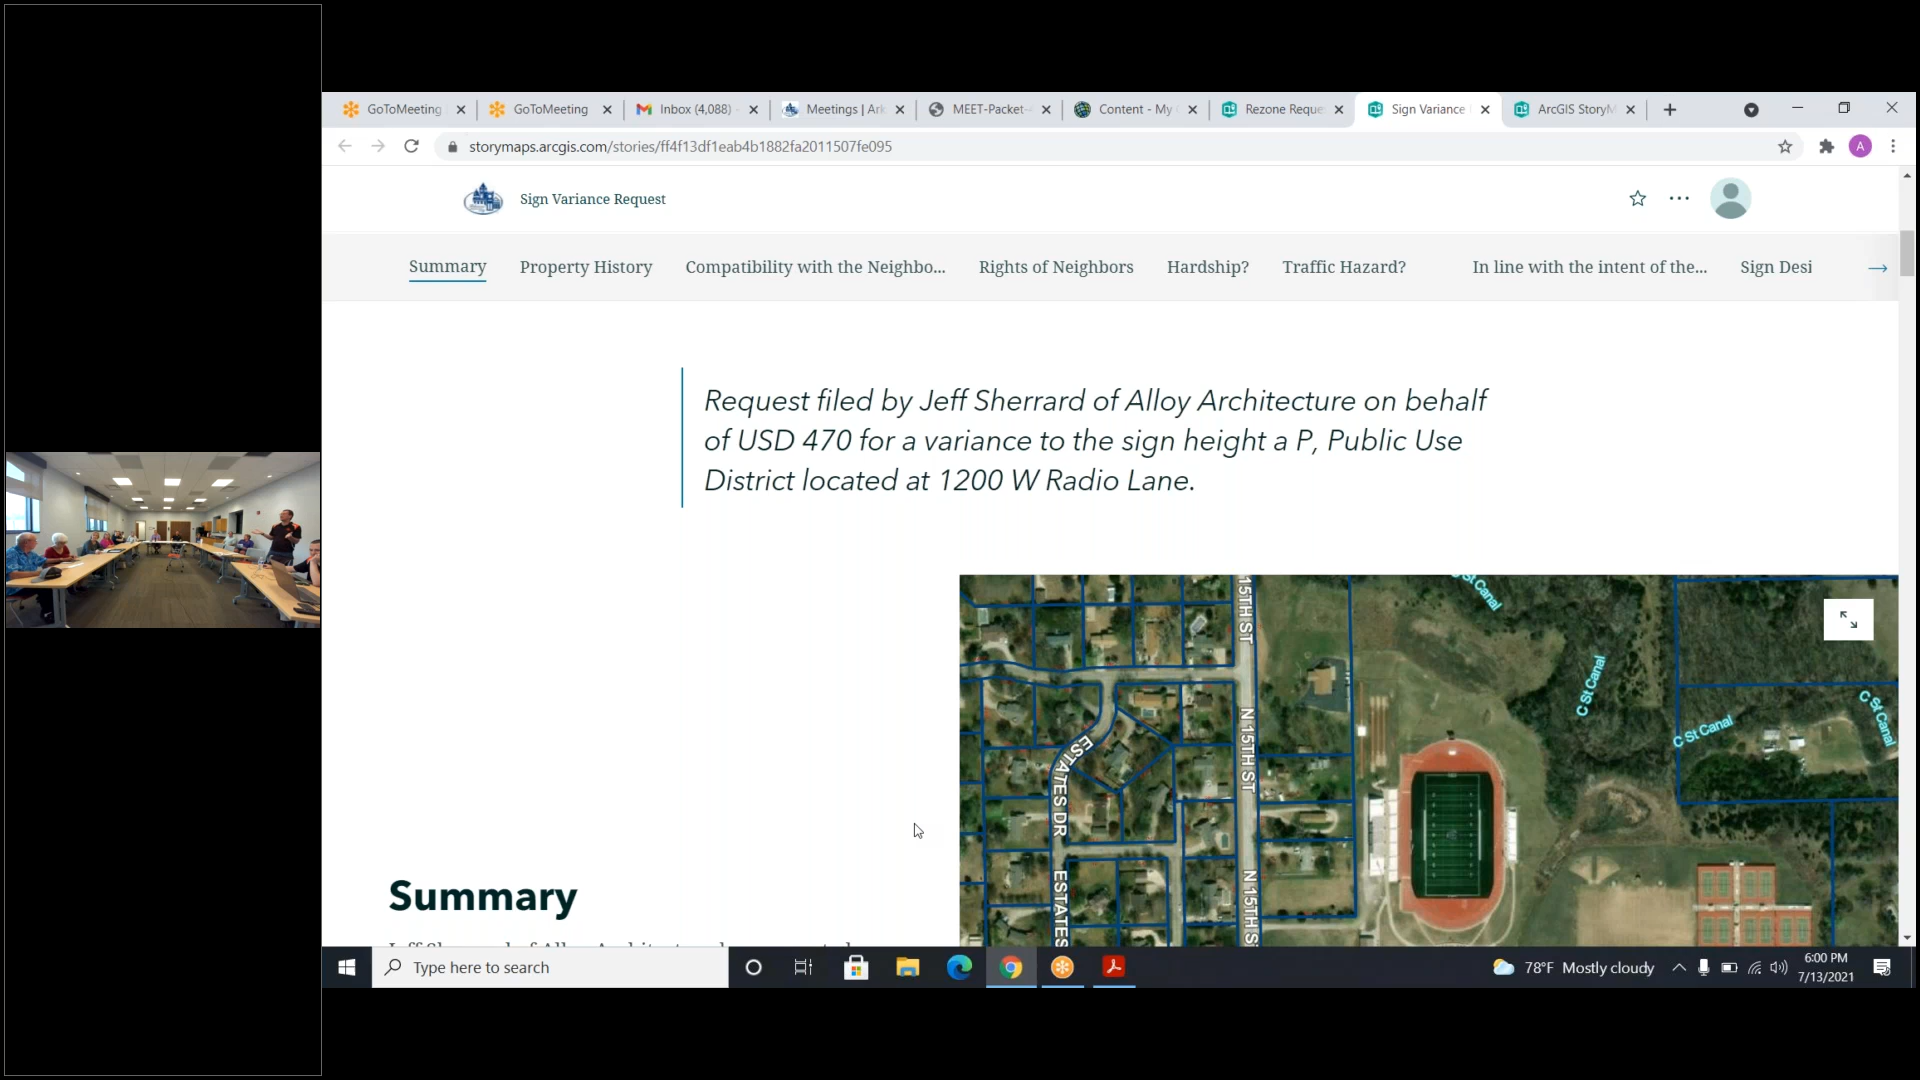 GoToMeeting
GoToMeeting
Inbox (4,088)
Meetings | Ark
MEET-Packet-
Content - My
Rezone Reque
Sign Variance
ArcGIS StoryM
storymaps.arcgis.com/stories/ff4f13df1eab4b1882fa2011507fe095
A
Sign Variance Request
Summary
Property History
Compatibility with the Neighbo...
Rights of Neighbors
Hardship?
Traffic Hazard?
In line with the intent of the...
Sign Desi
Request filed by Jeff Sherrard of Alloy Architecture on behalf
of USD 470 for a variance to the sign height a P, Public Use
District located at 1200 W Radio Lane.
15TH ST
C St Canal
C St Canal
C St Canal
C St Canal
N 15TH ST
ESTATES DR
ESTATES
N 15TH S
Summary
Type here to search
78°F Mostly cloudy
6:00 PM
7/13/2021